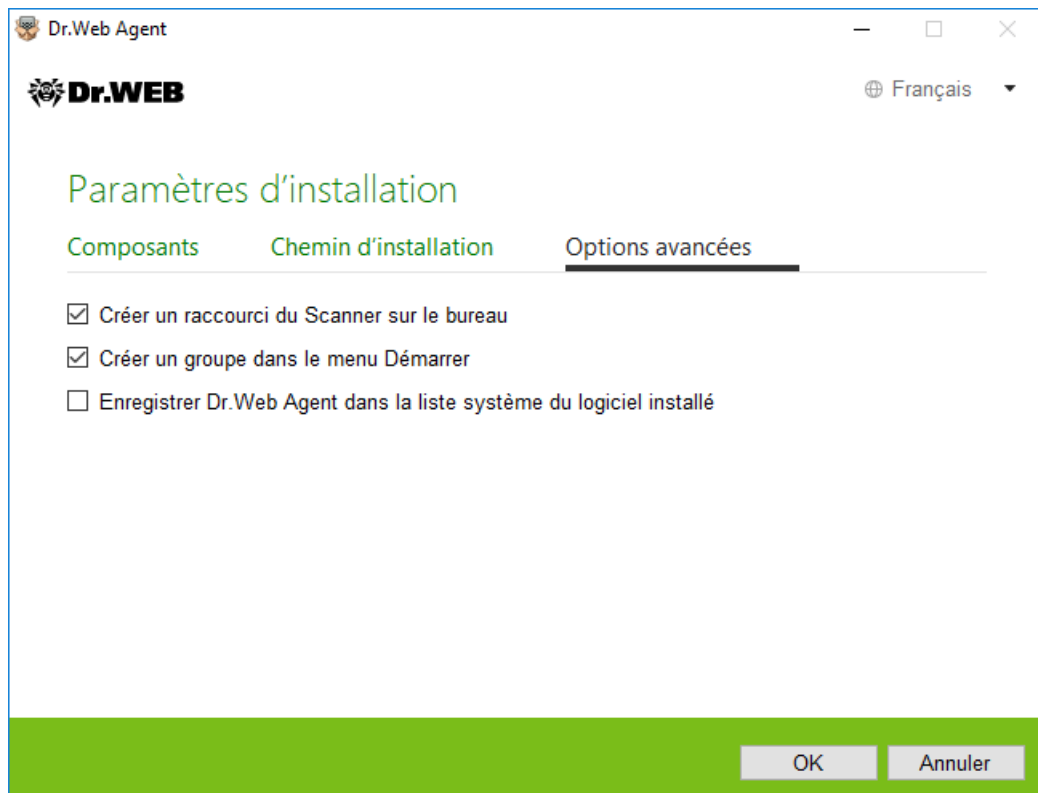 Dr.Web Agent
Dr.WEB
Français
Paramètres d’installation
Composants Chemin d’installation Options avancées
Créer un raccourci du Scanner sur le bureau
Créer un groupe dans le menu Démarrer
Enregistrer Dr.Web Agent dans la liste système du logiciel installé
OK Annuler